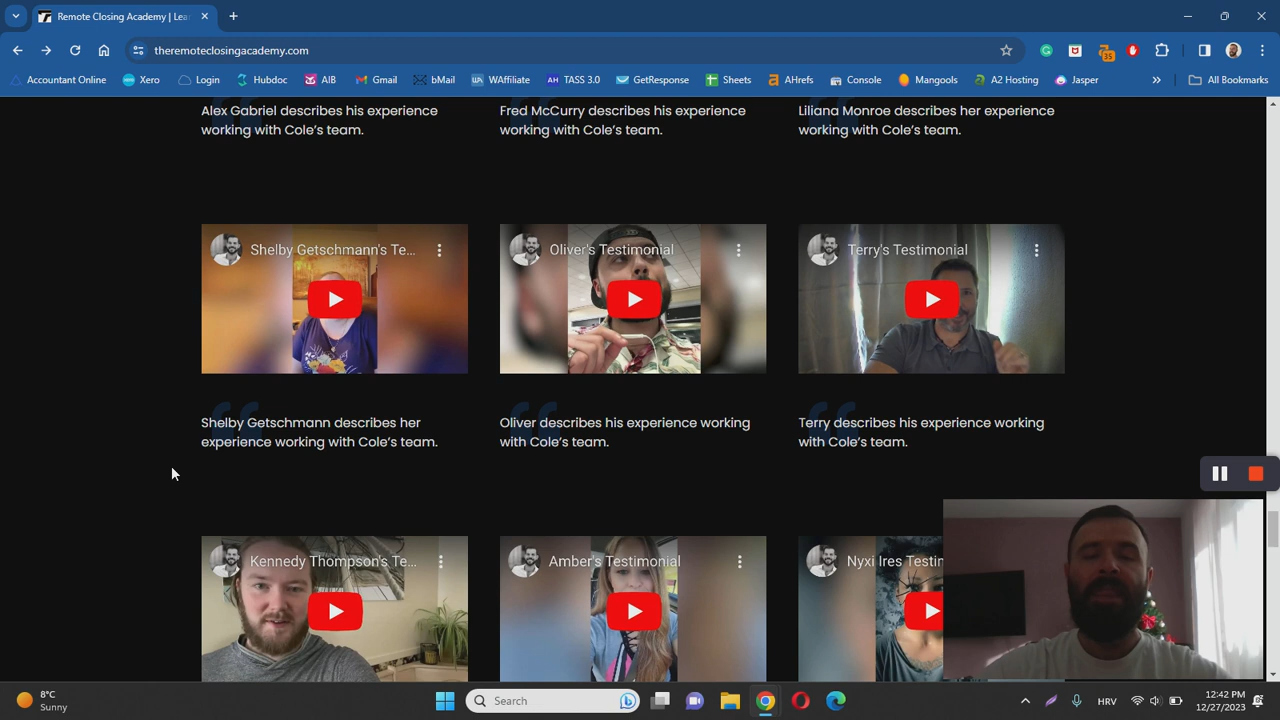 Remote Closing Academy | Lea
theremoteclosingacademy.com
35
Accountant Online
Xero
Login
Hubdoc
AIB
Gmail
bMail
WA
WAffiliate
AH
TASS 3.0
GetResponse
Sheets
AHrefs
Console
Mangools
A2 Hosting
Jasper
All Bookmarks
Alex Gabriel describes his experience
working with Cole's team.
Fred McCurry describes his experience
working with Cole's team.
Liliana Monroe describes her experience
working with Cole's team.
Shelby Getschmann's Te...
Oliver's Testimonial
Terry's Testimonial
Shelby Getschmann describes her
experience working with Cole's team.
Oliver describes his experience working
with Cole's team.
Terry describes his experience working
with Cole's team.
Kennedy Thompson's Te...
Amber's Testimonial
Nyxi Ires Testin
8°C
Sunny
Search
HRV
12:42 PM
12/27/2023